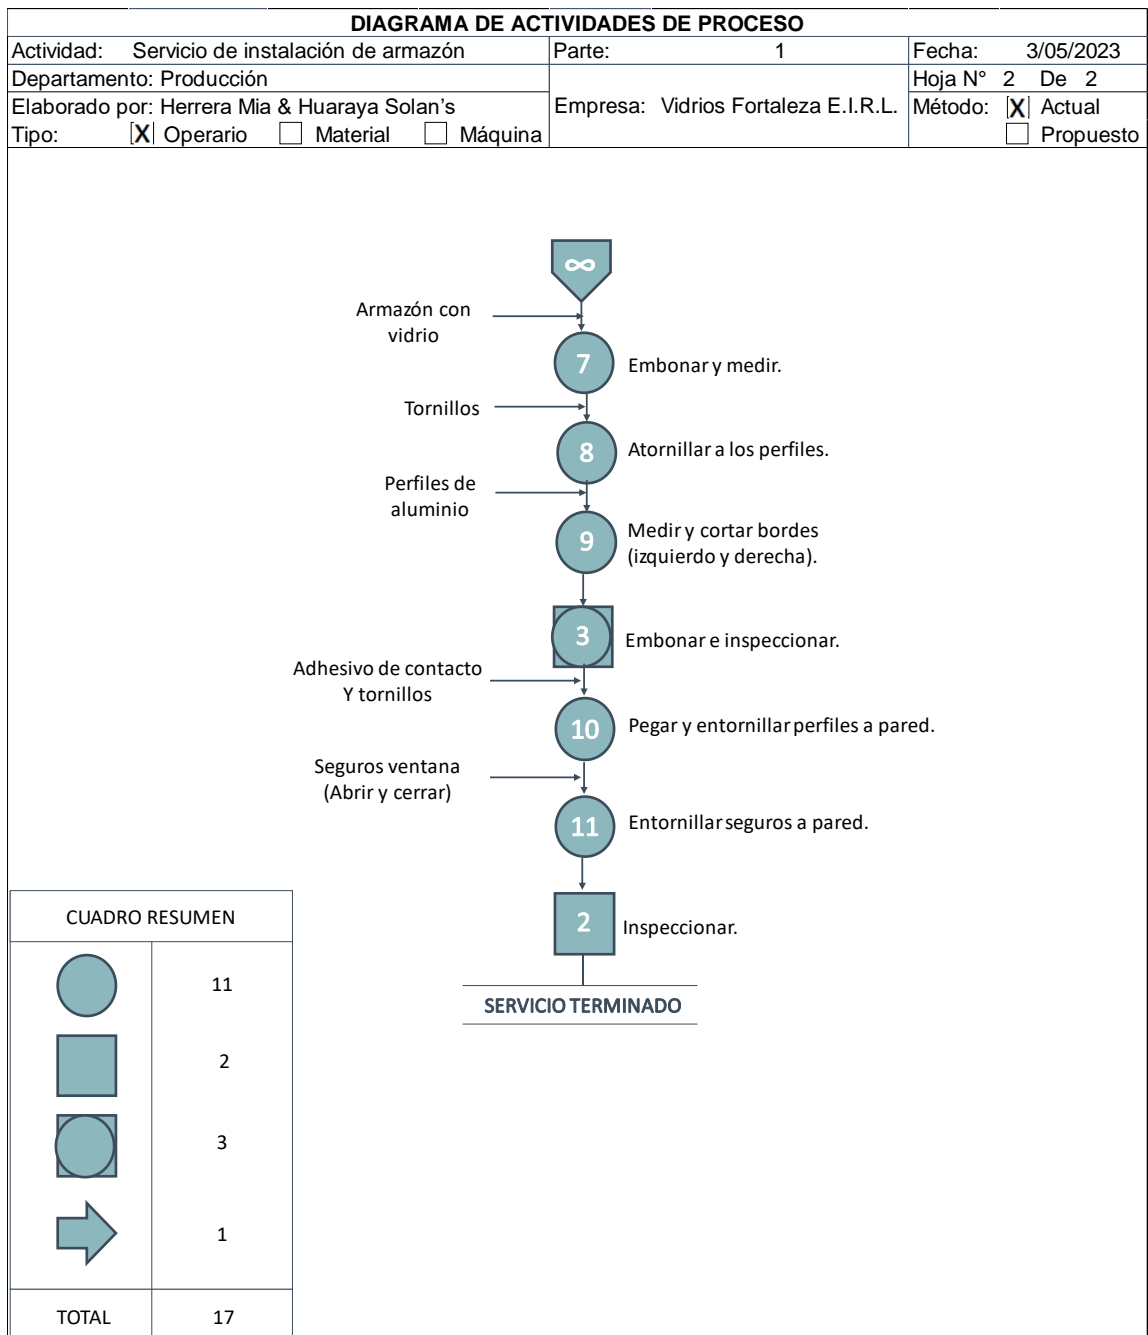 DIAGRAMA DE ACTIVIDADES DE PROCESO
Actividad: Servicio de instalación de armazón
Parte: 1
Fecha: 3/05/2023
Departamento: Producción
Hoja N° 2 De 2
Elaborado por: Herrera Mia & Huaraya Solan's
Empresa: Vidrios Fortaleza E.I.R.L.
Método: X Actual
Tipo: X Operario Material Máquina
Propuesto
∞
Armazón con
vidrio
7
Embonar y medir.
Tornillos
8
Atornillar a los perfiles.
Perfiles de
aluminio
9
Medir y cortar bordes
(izquierdo y derecha).
3
Embonar e inspeccionar.
Adhesivo de contacto
Y tornillos
10
Pegar y entornillar perfiles a pared.
Seguros ventana
(Abrir y cerrar)
11
Entornillar seguros a pared.
2
Inspeccionar.
SERVICIO TERMINADO
CUADRO RESUMEN
11
2
3
1
TOTAL 17